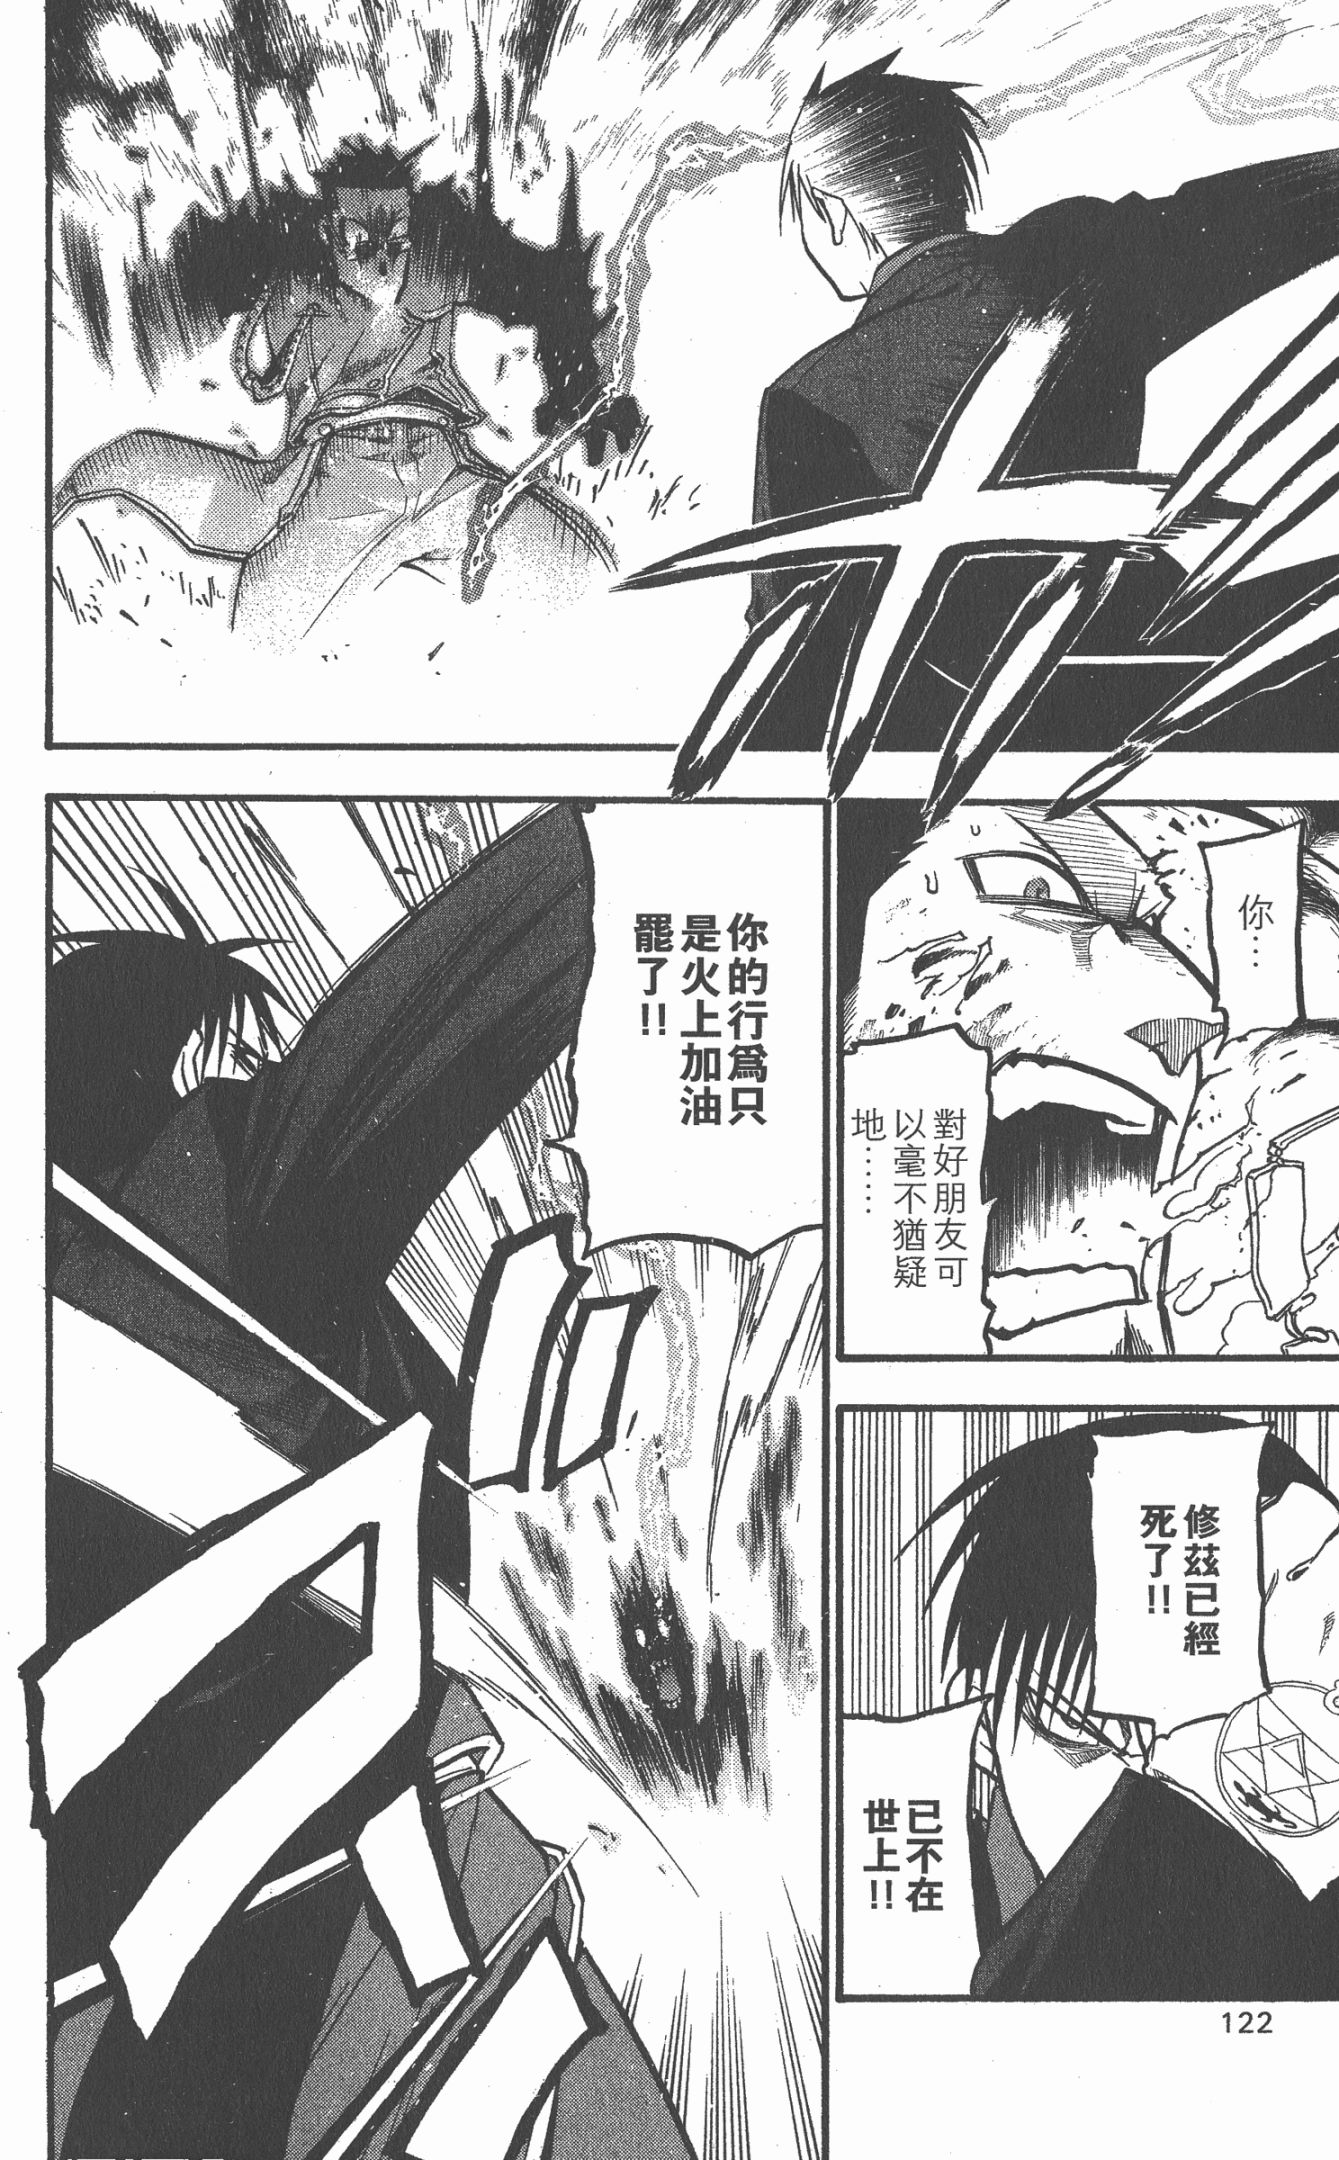 你…
對好朋友可
以毫不猶疑
地……
修茲已經
死了!!
已不在
世上!!
你的行爲只
是火上加油
罷了!!
122